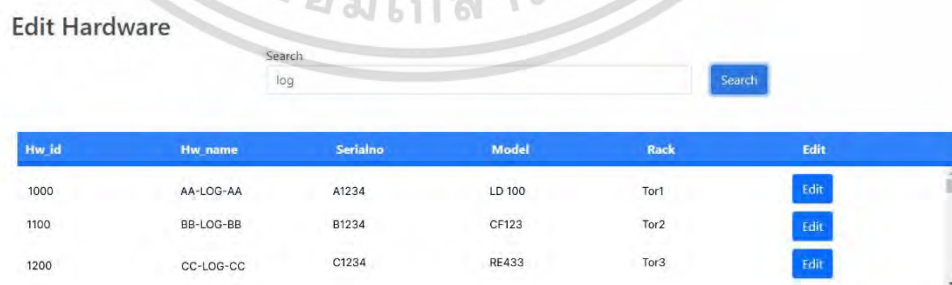 Edit Hardware
Search
log
Search
Hw_id Hw_name Serialno Model Rack Edit
1000 AA-LOG-AA A1234 LD 100 Tor1 Edit
1100 BB-LOG-BB B1234 CF123 Tor2 Edit
1200 CC-LOG-CC C1234 RE433 Tor3 Edit